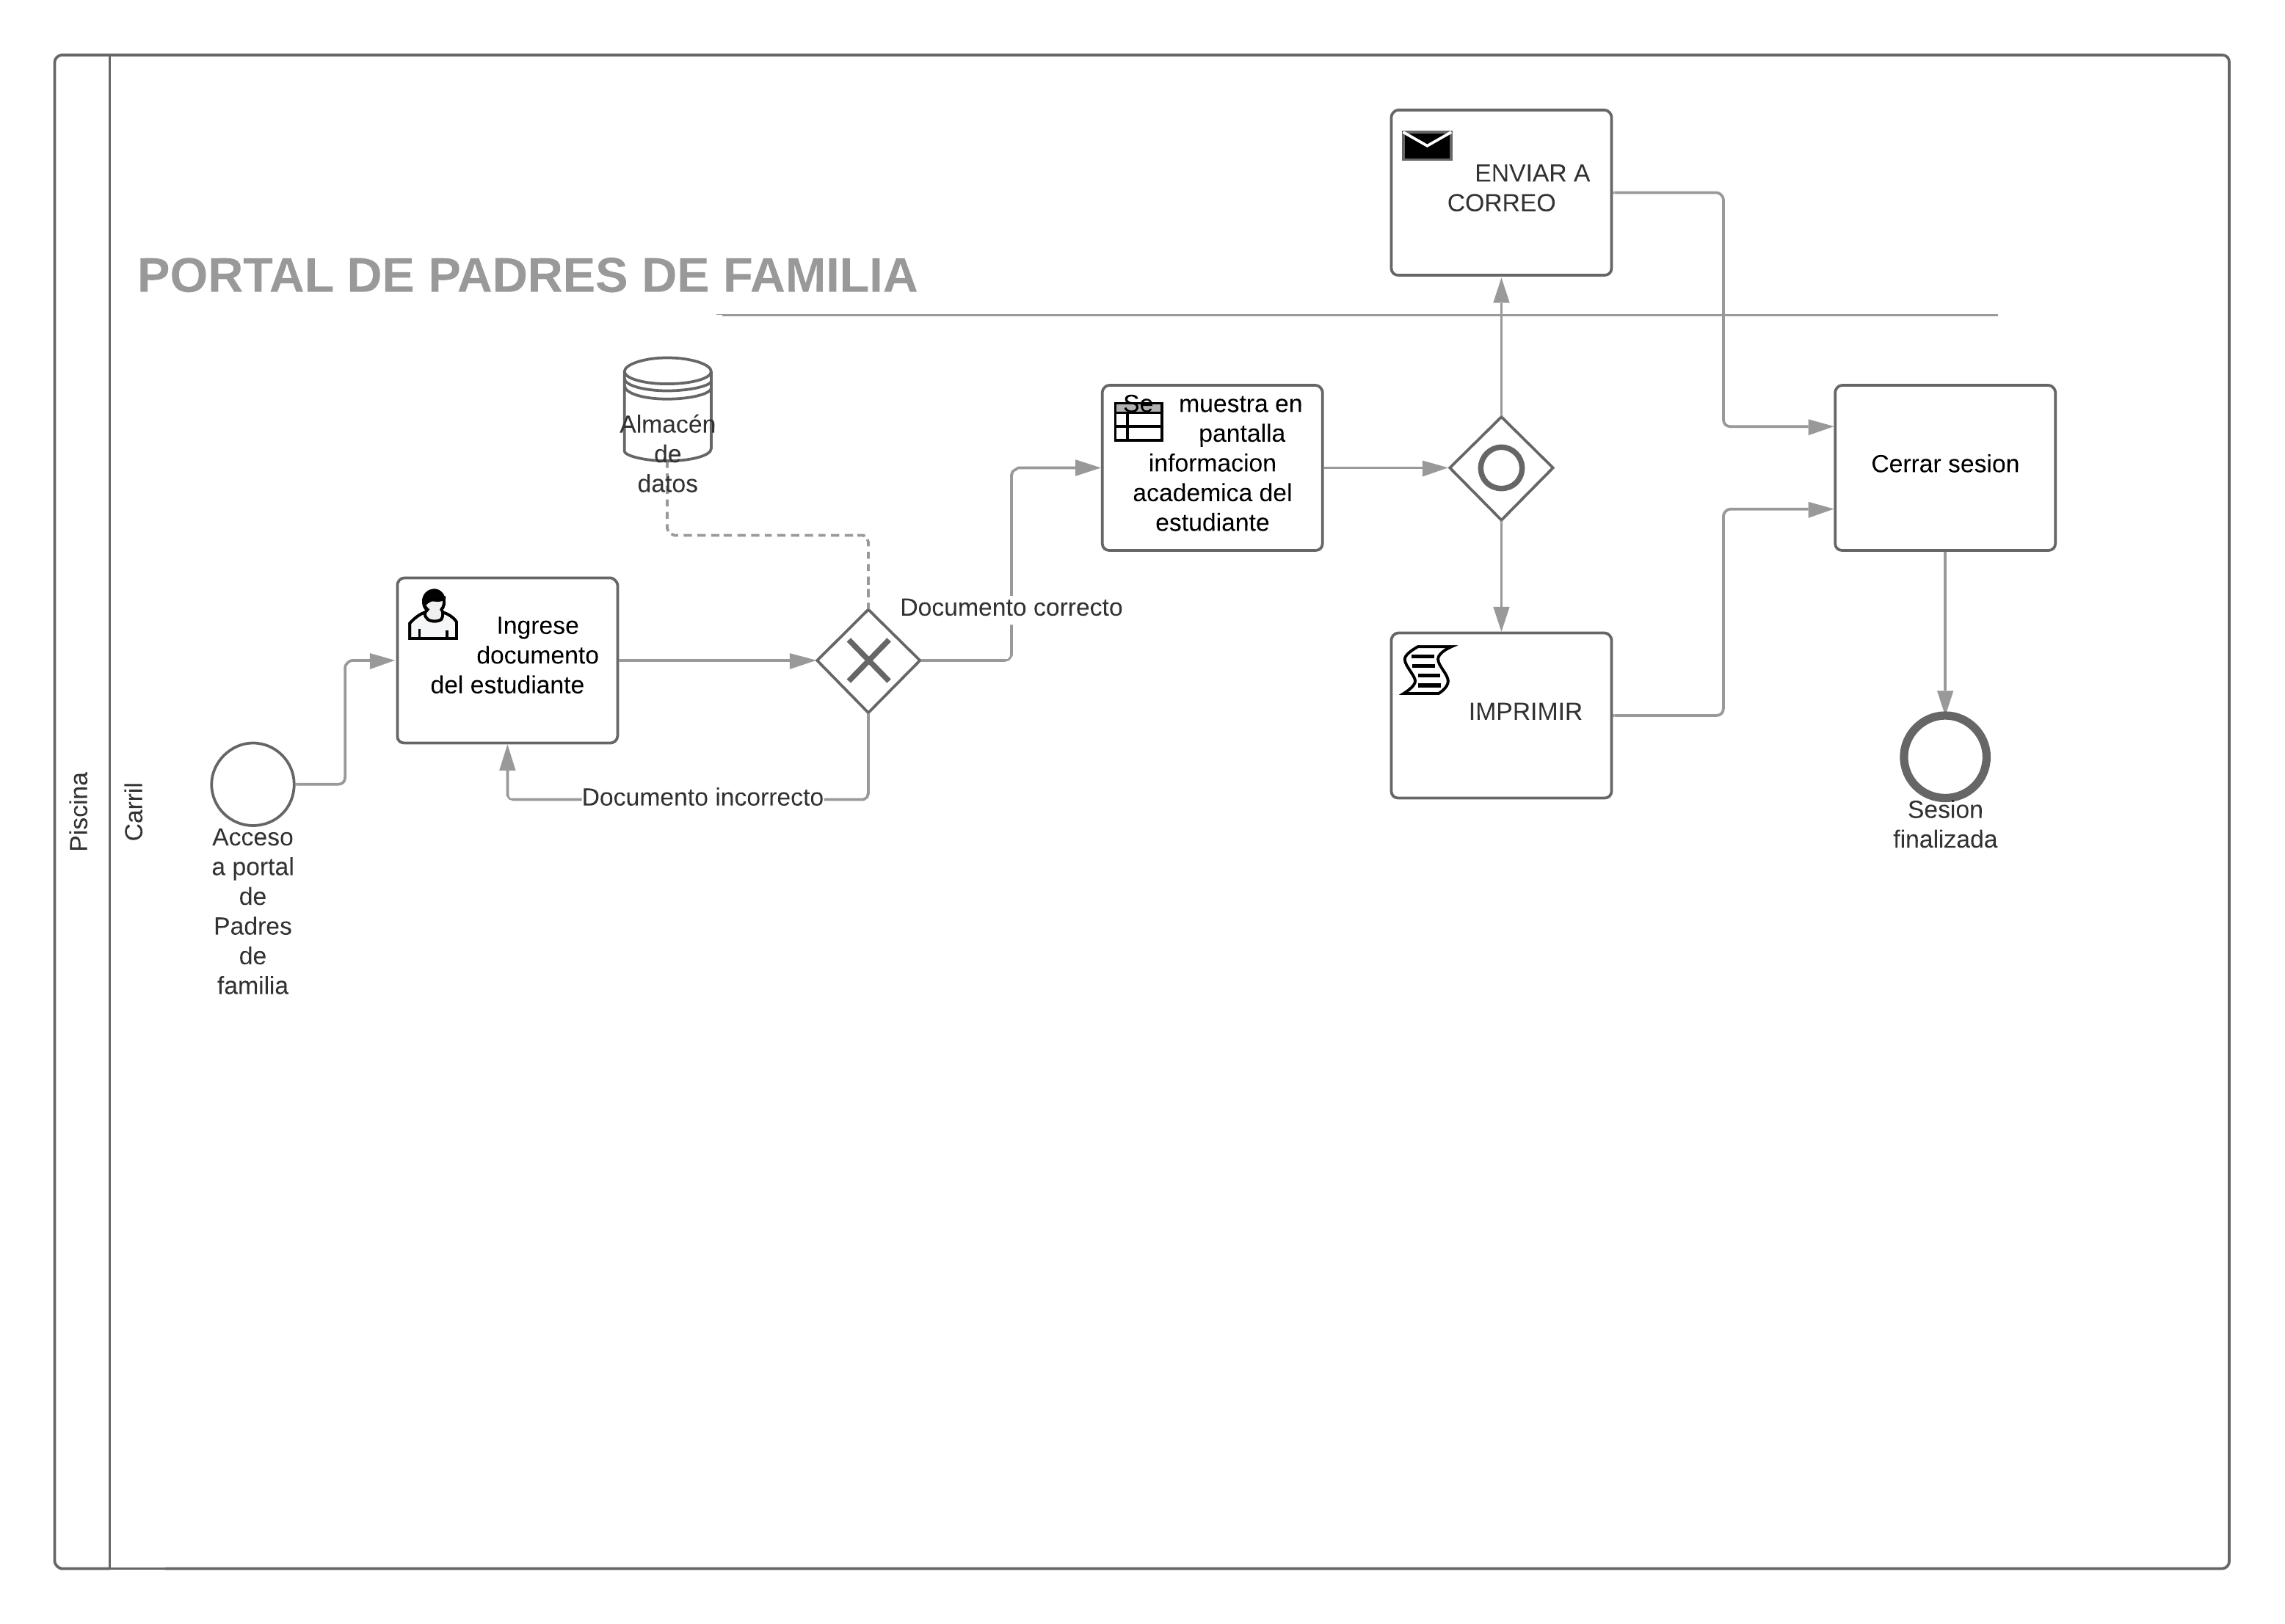 PORTAL DE PADRES DE FAMILIA
Piscina
Carril
Acceso
a portal
de
Padres
de
familia
Ingrese
documento
del estudiante
Almacén
de
datos
Documento correcto
Documento incorrecto
Se muestra en
pantalla
informacion
academica del
estudiante
ENVIAR A
CORREO
IMPRIMIR
Cerrar sesion
Sesion
finalizada